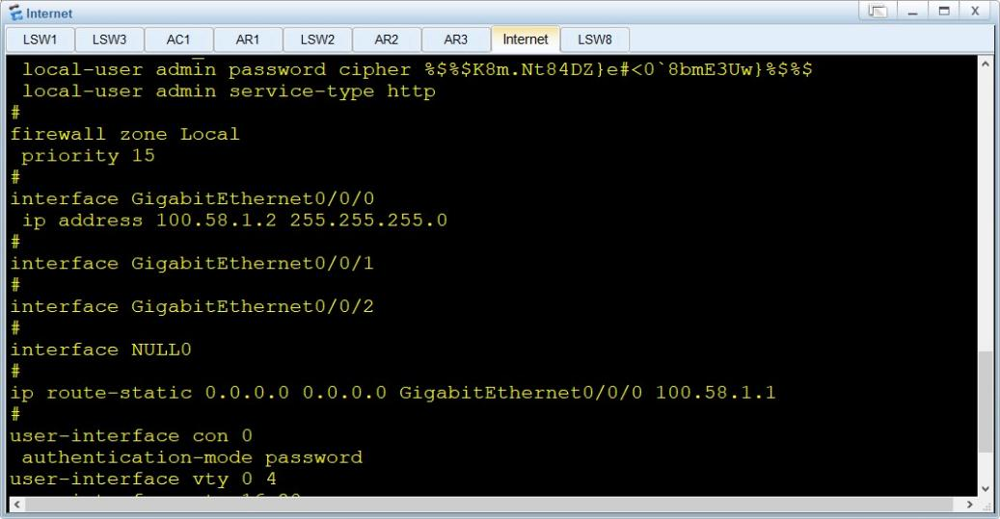 Internet
LSW1 LSW3 AC1 AR1 LSW2 AR2 AR3 Internet LSW8
local-user admin password cipher %$%$K8m.Nt84DZ}e#<0`8bmE3Uw}%$%$
local-user admin service-type http
#
firewall zone Local
priority 15
#
interface GigabitEthernet0/0/0
ip address 100.58.1.2 255.255.255.0
#
interface GigabitEthernet0/0/1
#
interface GigabitEthernet0/0/2
#
interface NULL0
#
ip route-static 0.0.0.0 0.0.0.0 GigabitEthernet0/0/0 100.58.1.1
#
user-interface con 0
authentication-mode password
user-interface vty 0 4